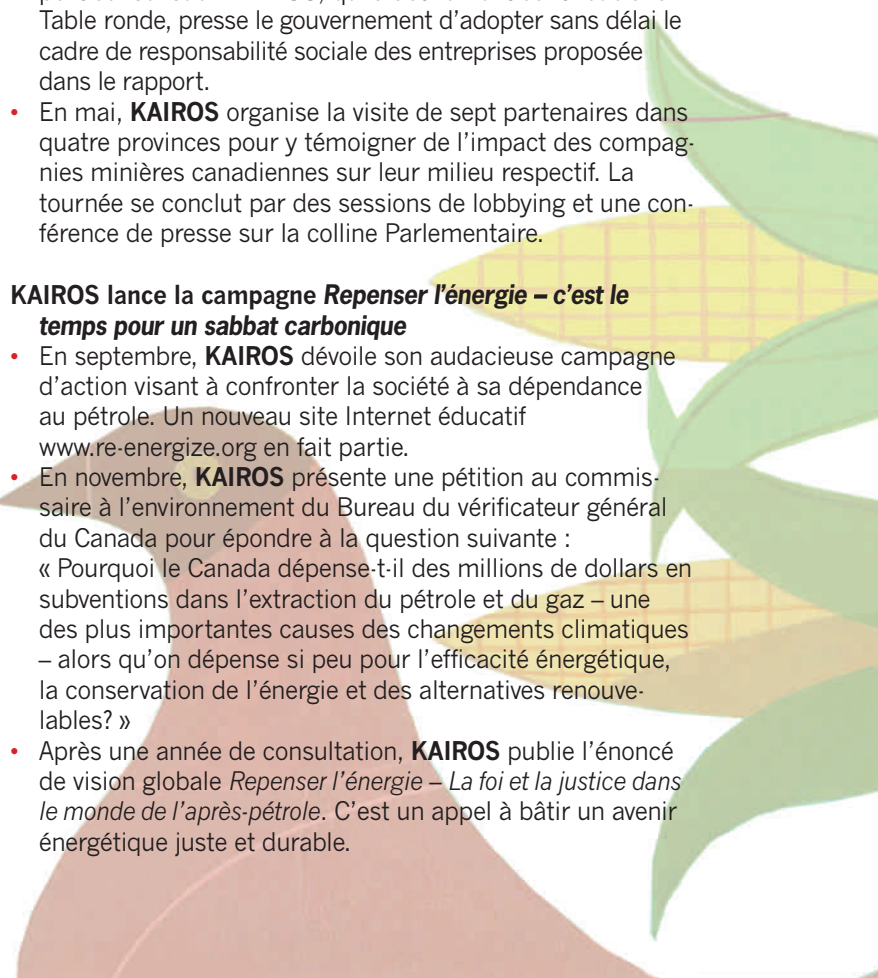 Table ronde, presse le gouvernement d'adopter sans délai le
cadre de responsabilité sociale des entreprises proposée
dans le rapport.
• En mai, KAIROS organise la visite de sept partenaires dans
quatre provinces pour y témoigner de l'impact des compag-
nies minières canadiennes sur leur milieu respectif. La
tournée se conclut par des sessions de lobbying et une con-
férence de presse sur la colline Parlementaire.
KAIROS lance la campagne Repenser l'énergie – c'est le
temps pour un sabbat carbonique
• En septembre, KAIROS dévoile son audacieuse campagne
d'action visant à confronter la société à sa dépendance
au pétrole. Un nouveau site Internet éducatif
www.re-energize.org en fait partie.
• En novembre, KAIROS présente une pétition au commis-
saire à l'environnement du Bureau du vérificateur général
du Canada pour épondre à la question suivante :
« Pourquoi le Canada dépense-t-il des millions de dollars en
subventions dans l'extraction du pétrole et du gaz – une
des plus importantes causes des changements climatiques
– alors qu'on dépense si peu pour l'efficacité énergétique,
la conservation de l'énergie et des alternatives renouve-
lables? »
• Après une année de consultation, KAIROS publie l'énoncé
de vision globale Repenser l'énergie – La foi et la justice dans
le monde de l'après-pétrole. C'est un appel à bâtir un avenir
énergétique juste et durable.